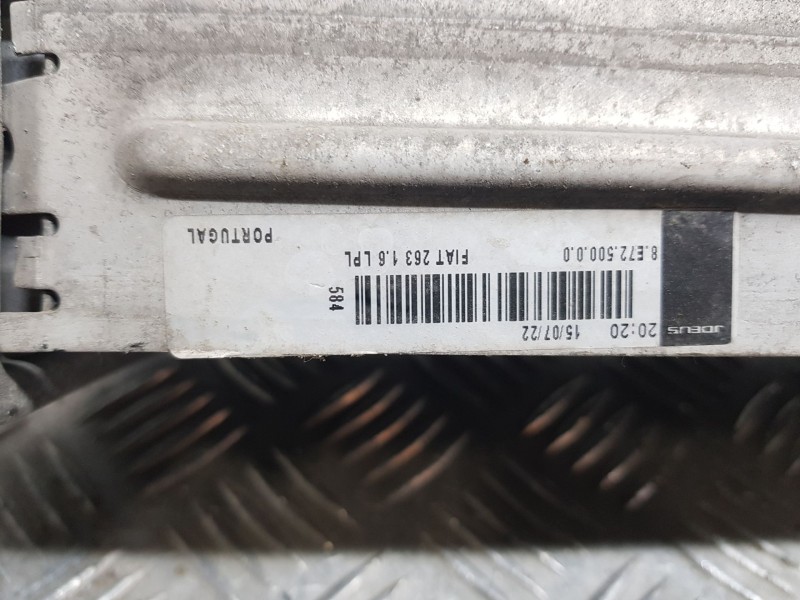 JDEUS
20:20 15/07/22
584
8.E72.500.0.0 FIAT 263 1.6 LPL PORTUGAL